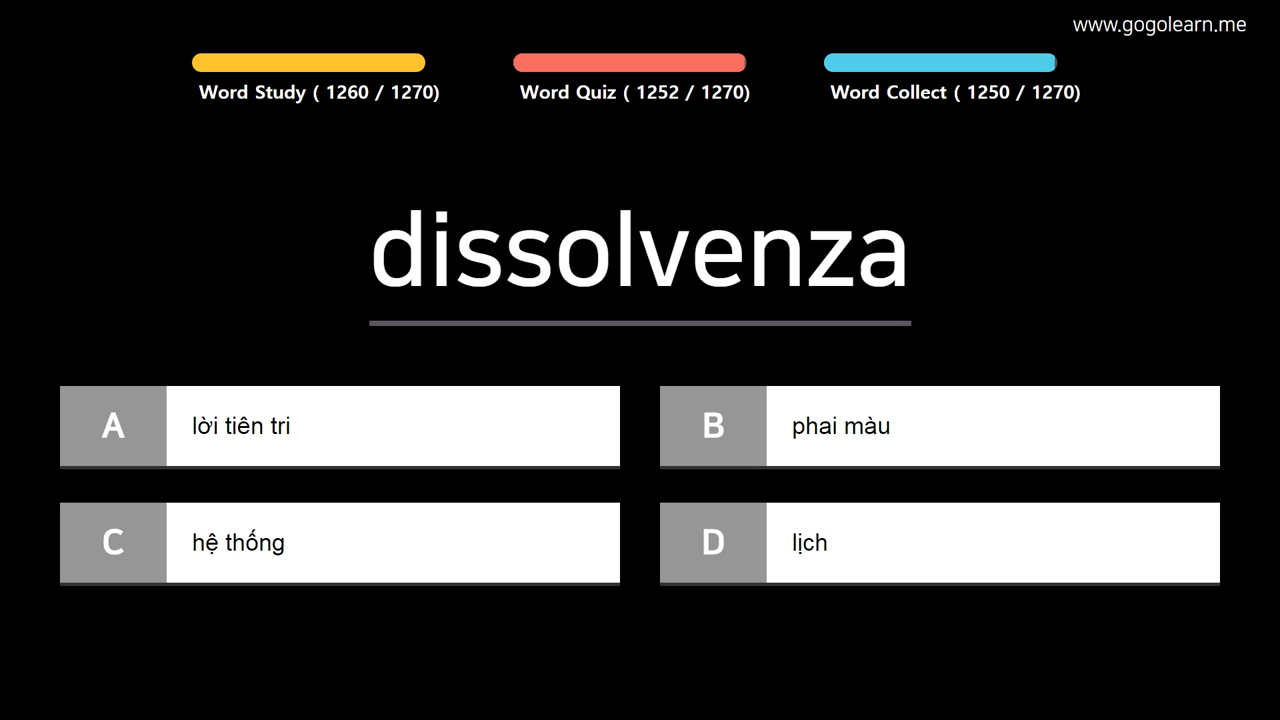 www.gogolearn.me
Word Study ( 1260 / 1270)
Word Quiz ( 1252 / 1270)
Word Collect ( 1250 / 1270)
dissolvenza
A
lời tiên tri
B
phai màu
C
hệ thống
D
lịch